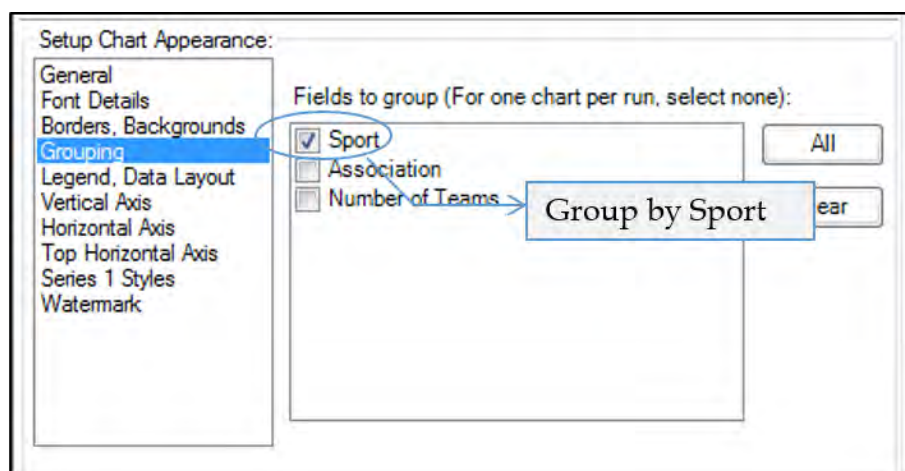 Setup Chart Appearance:
General
Font Details
Borders, Backgrounds
Grouping
Legend, Data Layout
Vertical Axis
Horizontal Axis
Top Horizontal Axis
Series 1 Styles
Watermark
Fields to group (For one chart per run, select none):
Sport
Association
Number of Teams
All
ear
Group by Sport